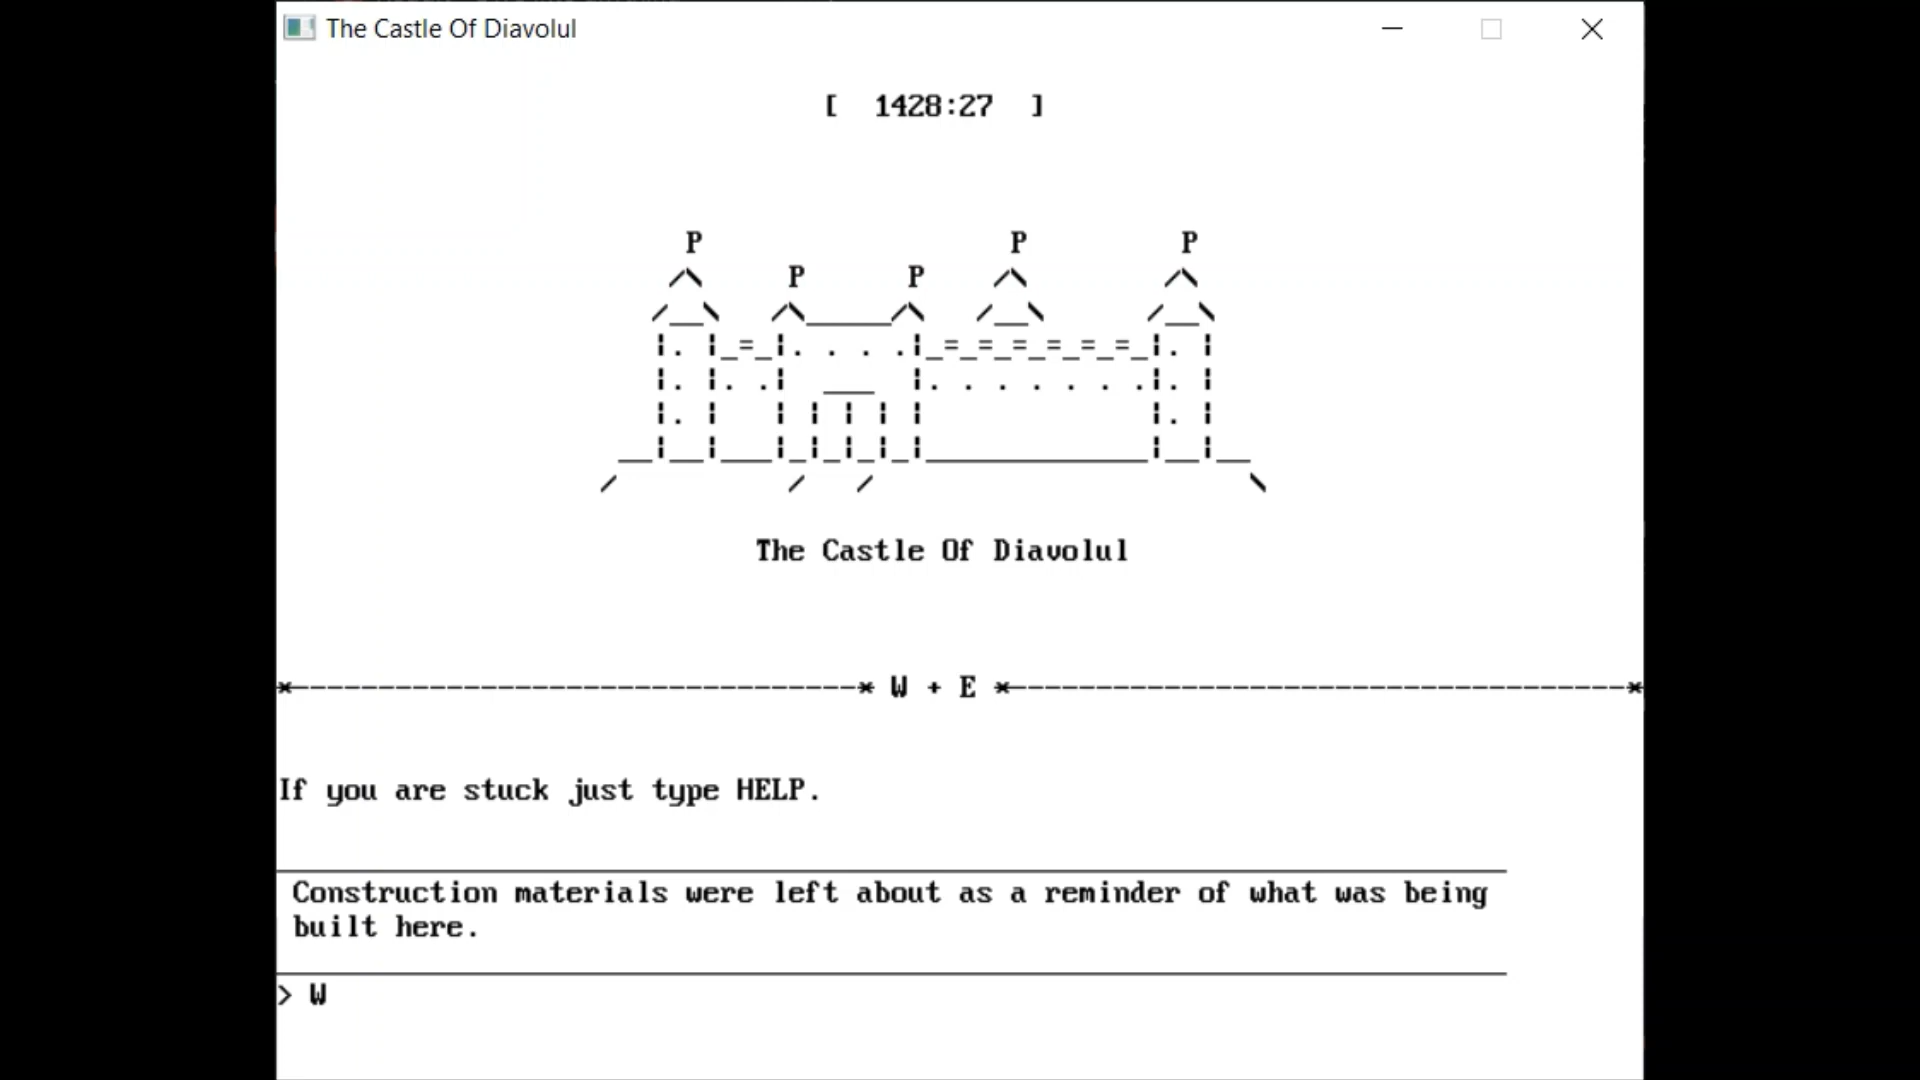 The Castle Of Diavolul
[ 1428:27 ]
P P P
P P
The Castle Of Diavolul
*----------------------------------* W + E *-------------------------------------*
If you are stuck just type HELP.
Construction materials were left about as a reminder of what was being
built here.
> W